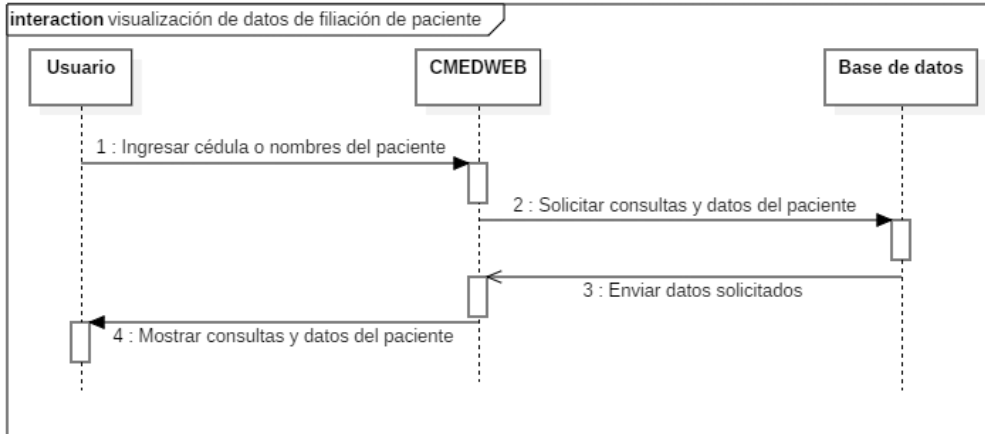 interaction visualización de datos de filiación de paciente
Usuario
CMEDWEB
Base de datos
1 : Ingresar cédula o nombres del paciente
2 : Solicitar consultas y datos del paciente
3 : Enviar datos solicitados
4 : Mostrar consultas y datos del paciente